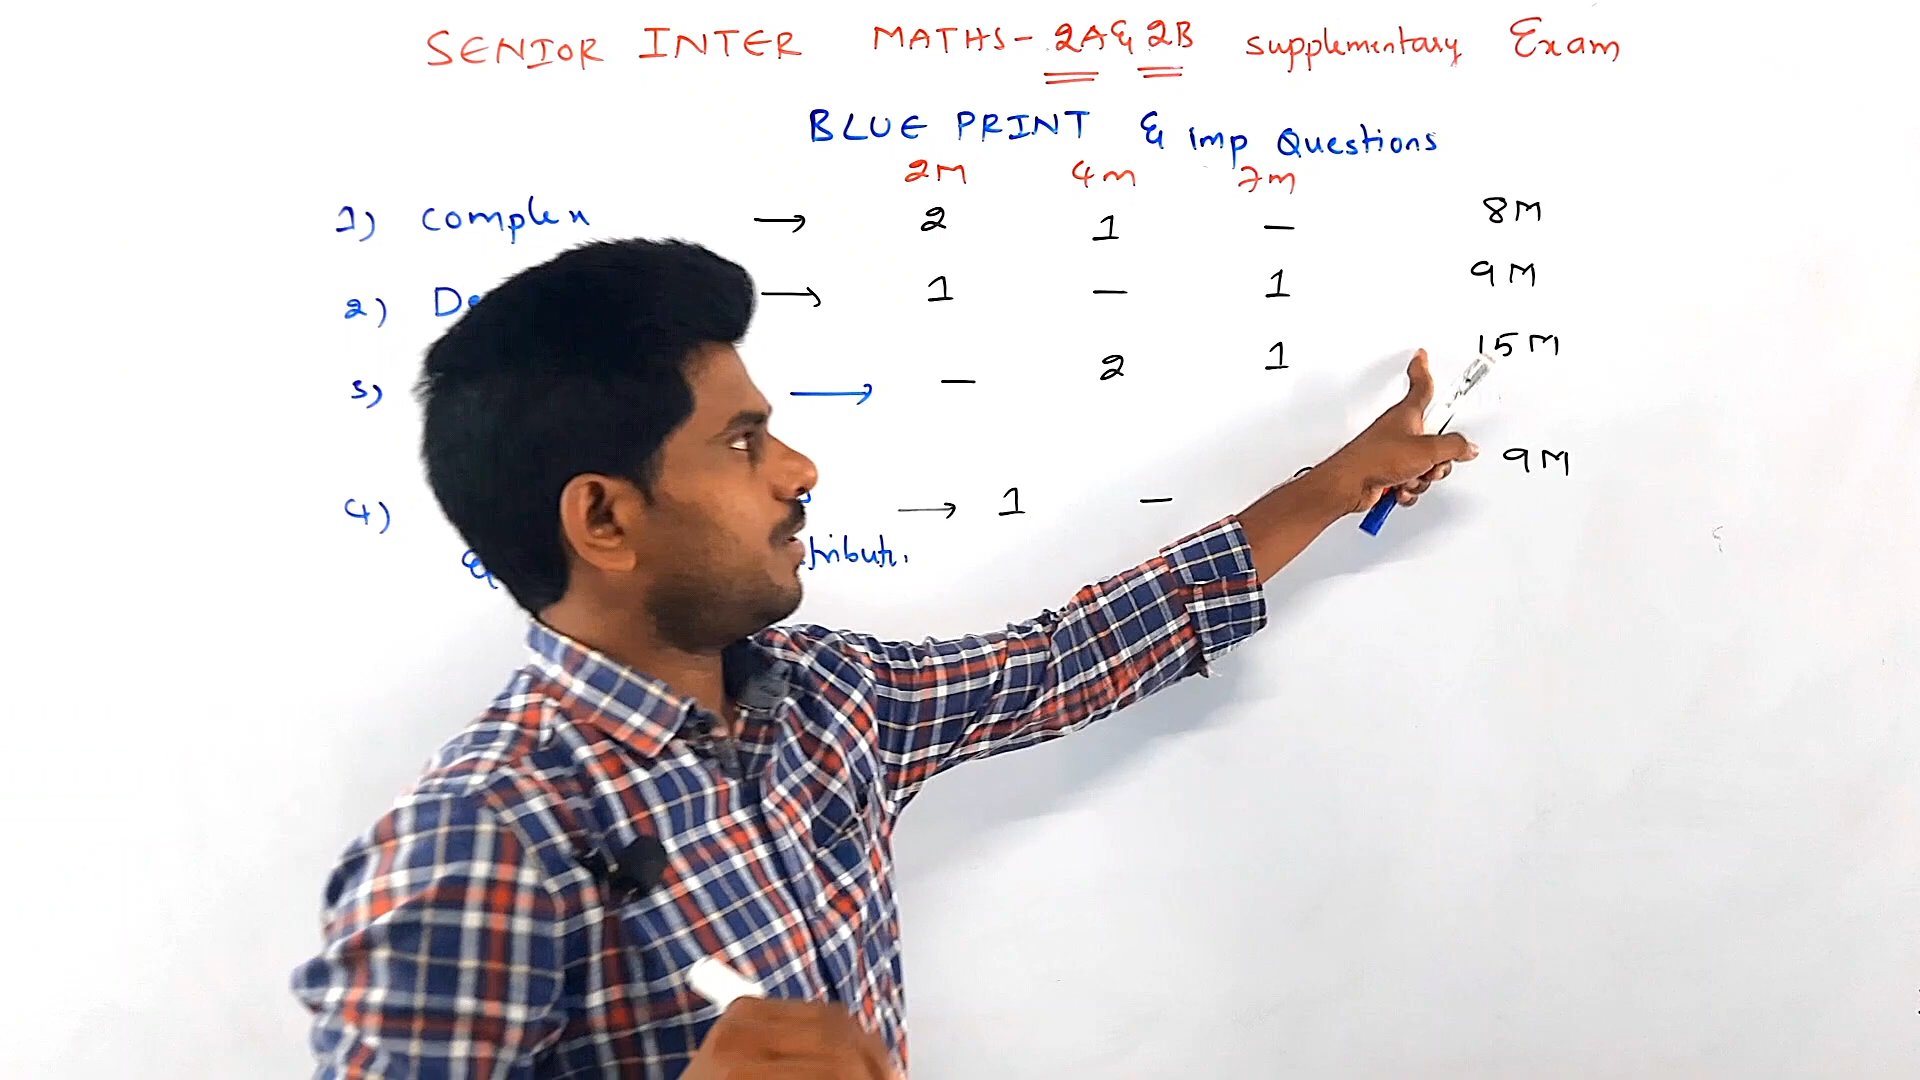 SENIOR INTER MATHS - 2A & 2B supplementary Exam
BLUE PRINT & Imp Questions
2M 4m 7m
1) complex → 2 1 - 8M
2) → 1 - 1 9M
3) → - 2 1 15M
4) → 1 - 9M
&